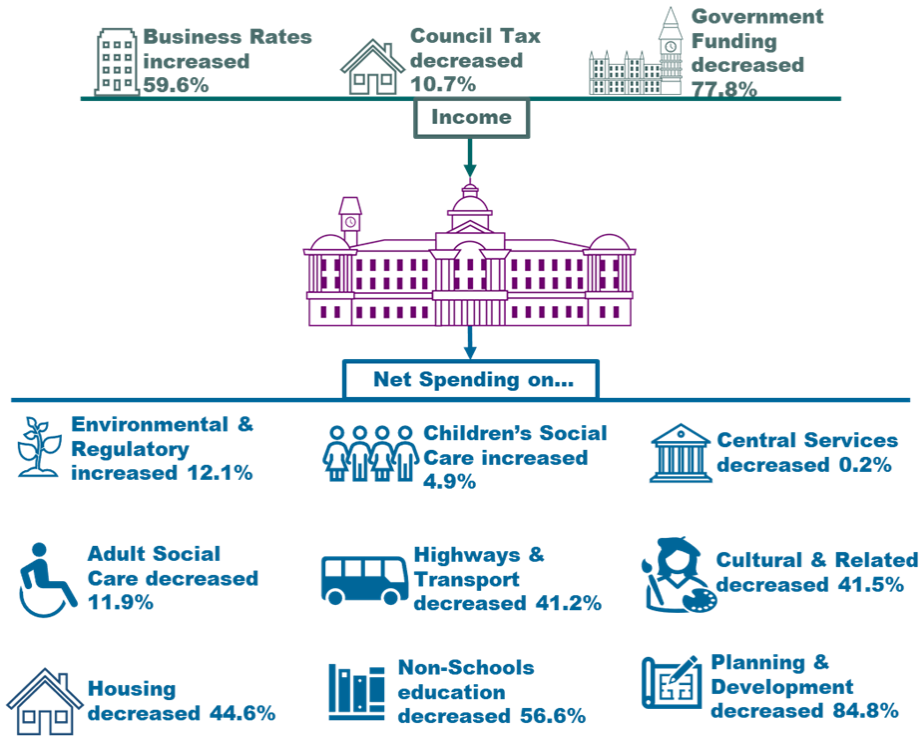 Business Rates
increased
59.6%
Council Tax
decreased
10.7%
Government
Funding
decreased
77.8%
Income
Net Spending on...
Environmental &
Regulatory
increased 12.1%
Children’s Social
Care increased
4.9%
Central Services
decreased 0.2%
Adult Social
Care decreased
11.9%
Highways &
Transport
decreased 41.2%
Cultural & Related
decreased 41.5%
Housing
decreased 44.6%
Non-Schools
education
decreased 56.6%
Planning &
Development
decreased 84.8%